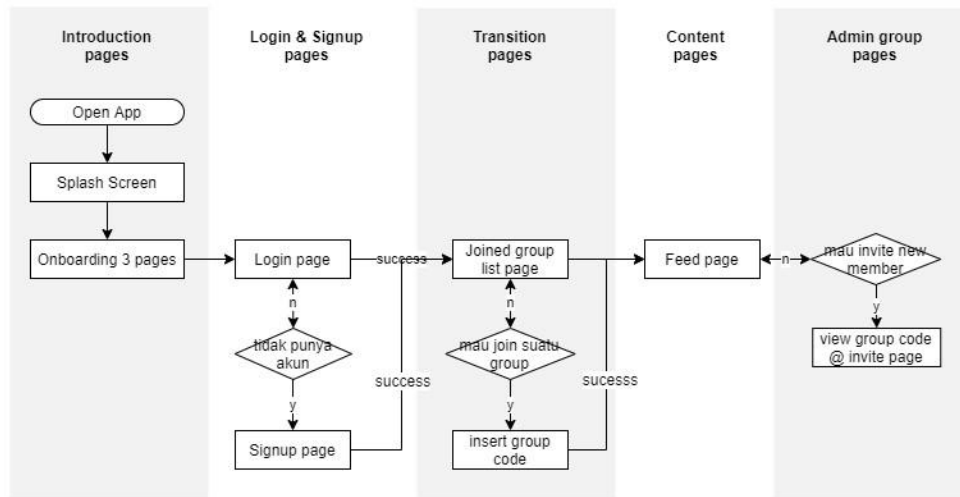 Introduction
pages
Login & Signup
pages
Transition
pages
Content
pages
Admin group
pages
Open App
Splash Screen
Onboarding 3 pages
Login page
success
Joined group
list page
Feed page
n
mau invite new
member
n
n
y
tidak punya
akun
mau join suatu
group
view group code
@ invite page
success
sucesss
y
y
Signup page
insert group
code